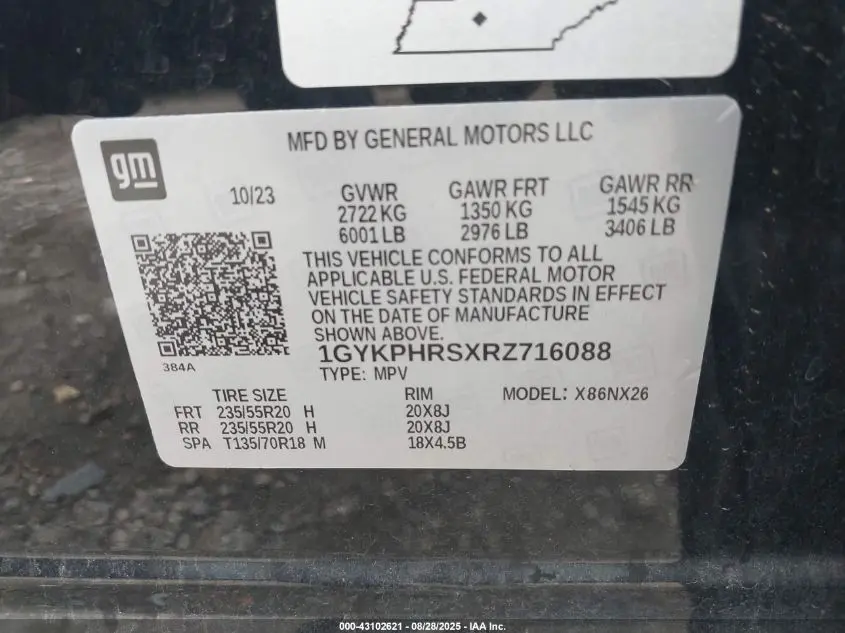 gm
MFD BY GENERAL MOTORS LLC
10/23
GVWR GAWR FRT GAWR RR
2722 KG 1350 KG 1545 KG
6001 LB 2976 LB 3406 LB
THIS VEHICLE CONFORMS TO ALL
APPLICABLE U.S. FEDERAL MOTOR
VEHICLE SAFETY STANDARDS IN EFFECT
ON THE DATE OF MANUFACTURE
SHOWN ABOVE.
384A
1GYKPHRSXRZ716088
TYPE: MPV
TIRE SIZE RIM MODEL: X86NX26
FRT 235/55R20 H 20X8J
RR 235/55R20 H 20X8J
SPA T135/70R18 M 18X4.5B
000-43102621 - 08/28/2025 - IAA Inc.